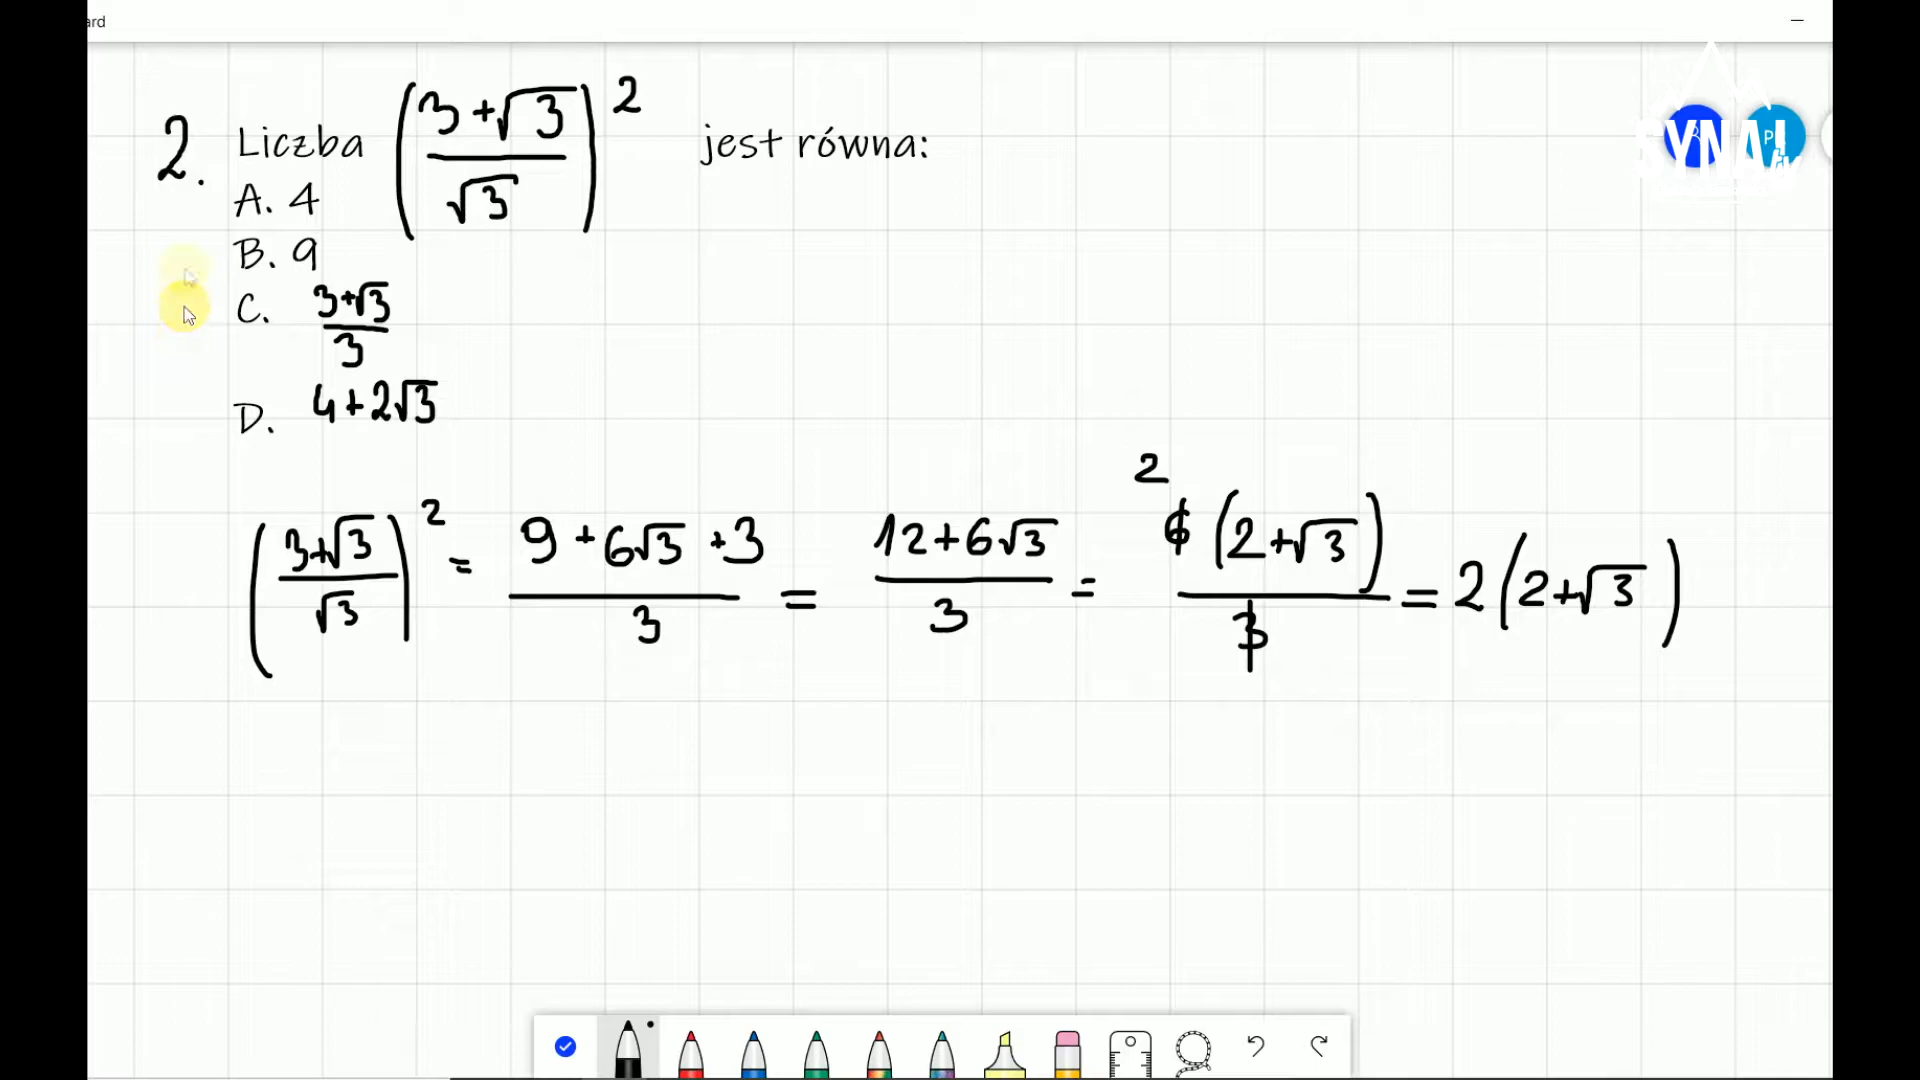 ard
2. Liczba ((3+√3)/√3)² jest równa:
A. 4
B. 9
C. (3+√3)/3
D. 4+2√3
((3+√3)/√3)² = (9+6√3+3)/3 = (12+6√3)/3 = 2 6(2+√3)/3 = 2(2+√3)